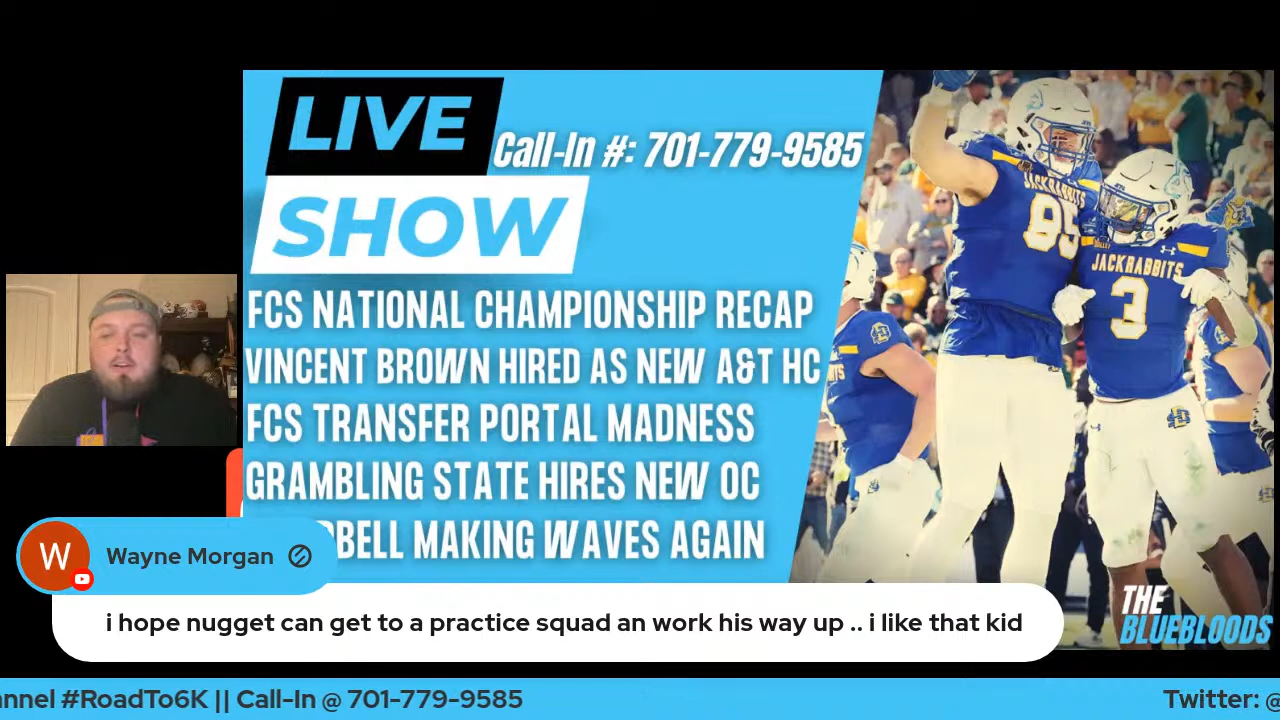 LIVE
Call-In #: 701-779-9585
SHOW
FCS NATIONAL CHAMPIONSHIP RECAP
VINCENT BROWN HIRED AS NEW A&T HC
FCS TRANSFER PORTAL MADNESS
GRAMBLING STATE HIRES NEW OC
MAKING WAVES AGAIN
JACKRABBITS
85
JACKRABBITS
3
W
Wayne Morgan
i hope nugget can get to a practice squad an work his way up .. i like that kid
THE
BLUEBLOODS
#RoadTo6K || Call-In @ 701-779-9585
Twitter: @